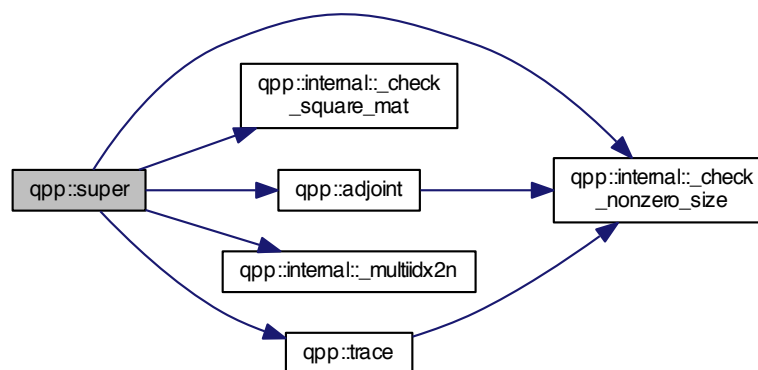 qpp::internal::_check
_square_mat
qpp::super
qpp::adjoint
qpp::internal::_check
_nonzero_size
qpp::internal::_multiidx2n
qpp::trace